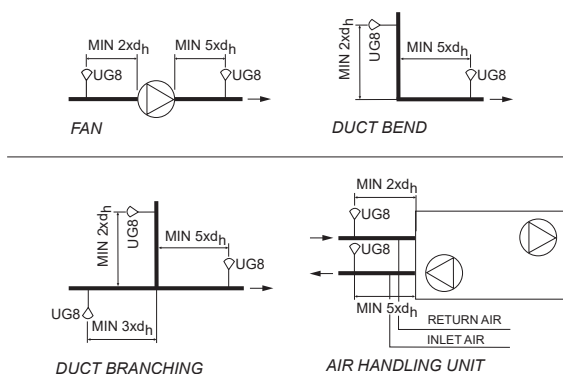 MIN 2xdh
MIN 5xdh
UG8
UG8
FAN
MIN 2xdh
UG8
MIN 5xdh
UG8
DUCT BEND
MIN 2xdh
UG8
MIN 5xdh
UG8
UG8
MIN 3xdh
DUCT BRANCHING
MIN 2xdh
UG8
UG8
MIN 5xdh
RETURN AIR
INLET AIR
AIR HANDLING UNIT